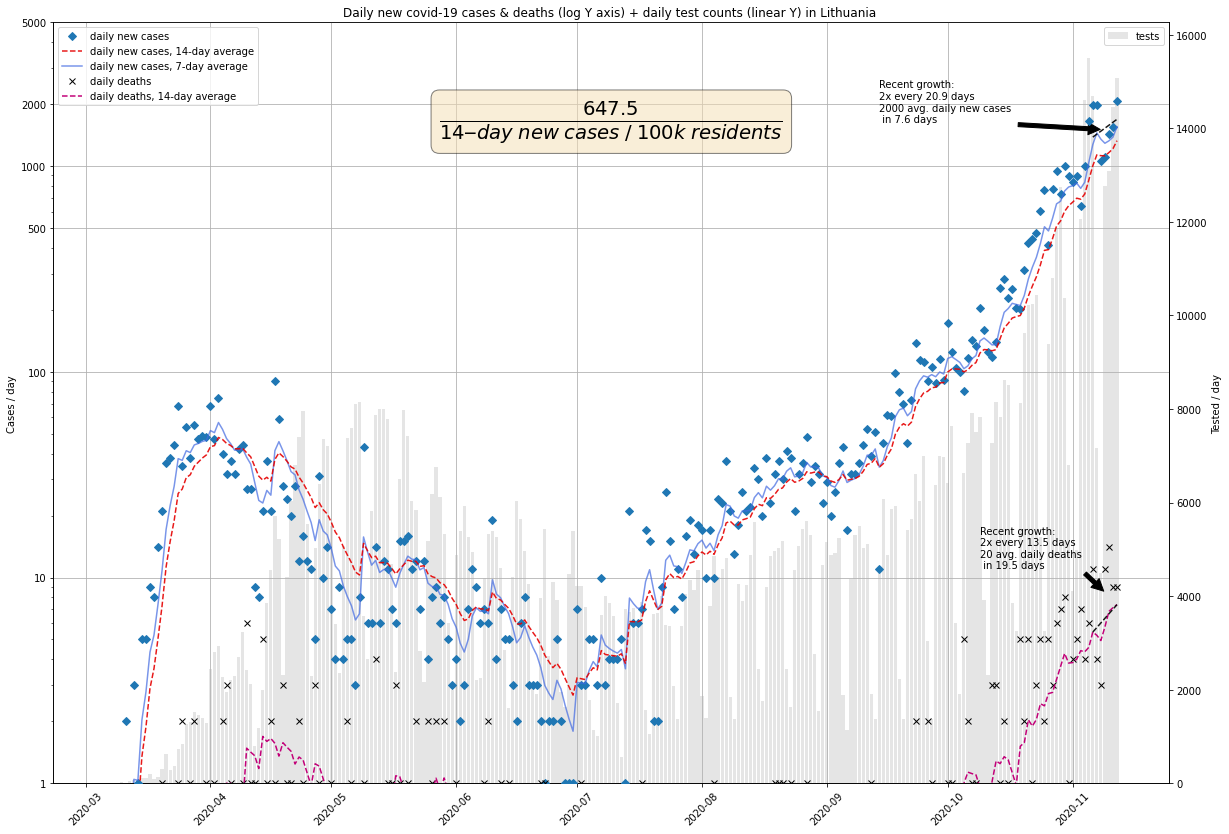 Daily new covid-19 cases & deaths (log Y axis) + daily test counts (linear Y) in Lithuania
daily new cases
daily new cases, 14-day average
daily new cases, 7-day average
daily deaths
daily deaths, 14-day average
tests
647.5
14-day new cases / 100k residents
Recent growth:
2x every 20.9 days
2000 avg. daily new cases
in 7.6 days
Recent growth:
2x every 13.5 days
20 avg. daily deaths
in 19.5 days
Cases / day
5000
2000
1000
500
100
10
1
Tested / day
16000
14000
12000
10000
8000
6000
4000
2000
0
2020-03
2020-04
2020-05
2020-06
2020-07
2020-08
2020-09
2020-10
2020-11